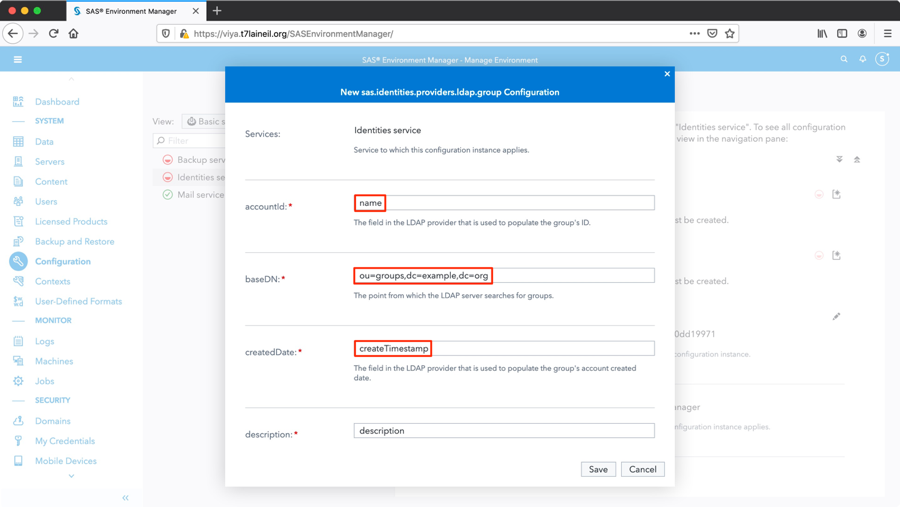 SAS® Environment Manager
https://viya.t7laineil.org/SASEnvironmentManager/
SAS® Environment Manager - Manage Environment
S
Dashboard
SYSTEM
Data
Servers
Content
Users
Licensed Products
Backup and Restore
Configuration
Contexts
User-Defined Formats
MONITOR
Logs
Machines
Jobs
SECURITY
Domains
My Credentials
Mobile Devices
View:
Basic s
Filter
Backup serv
Identities se
Mail service
New sas.identities.providers.ldap.group Configuration
Services:
Identities service
Service to which this configuration instance applies.
accountId:*
name
The field in the LDAP provider that is used to populate the group's ID.
baseDN:*
ou=groups,dc=example,dc=org
The point from which the LDAP server searches for groups.
createdDate:*
createTimestamp
The field in the LDAP provider that is used to populate the group's account created
date.
description:*
description
Save
Cancel
"Identities service". To see all configuration
view in the navigation pane:
st be created.
st be created.
0dd19971
configuration instance.
anager
nfiguration instance applies.